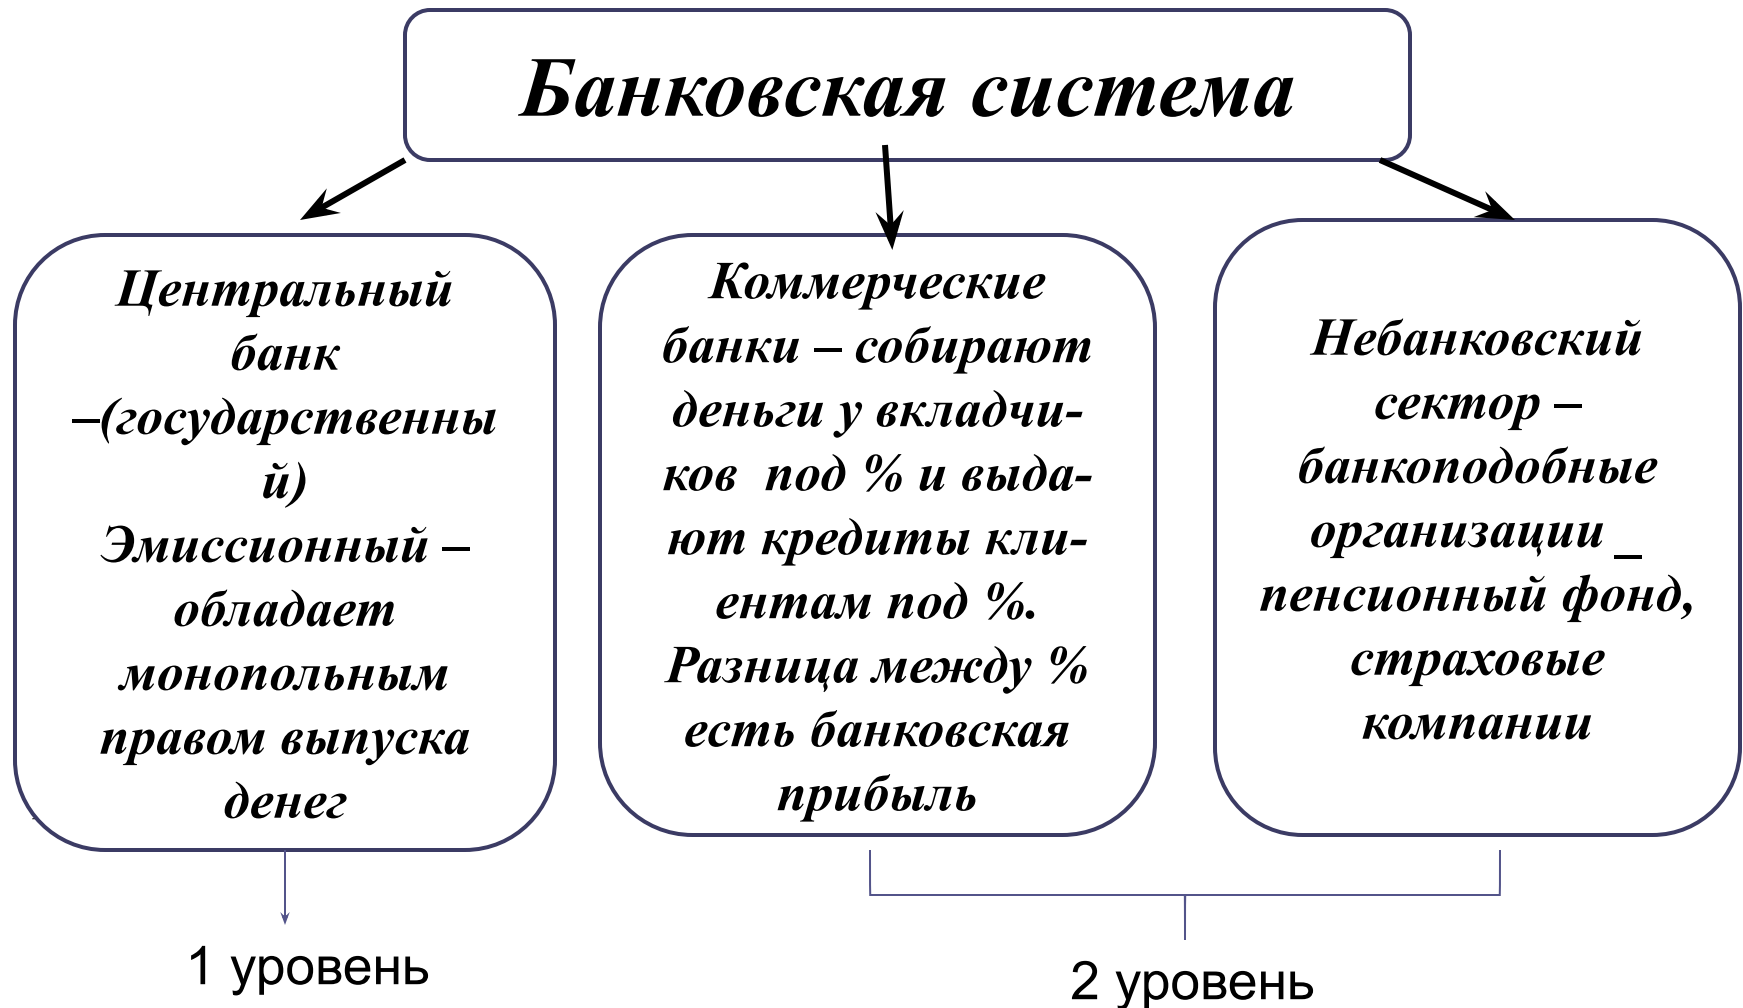 Банковская система
Центральный
банк
–(государственны
й)
Эмиссионный –
обладает
монопольным
правом выпуска
денег
Коммерческие
банки – собирают
деньги у вкладчи-
ков  под % и выда-
ют кредиты кли-
ентам под %.
Разница между %
есть банковская
прибыль
Небанковский
сектор –
банкоподобные
организации _
пенсионный фонд,
страховые
компании
1 уровень
2 уровень